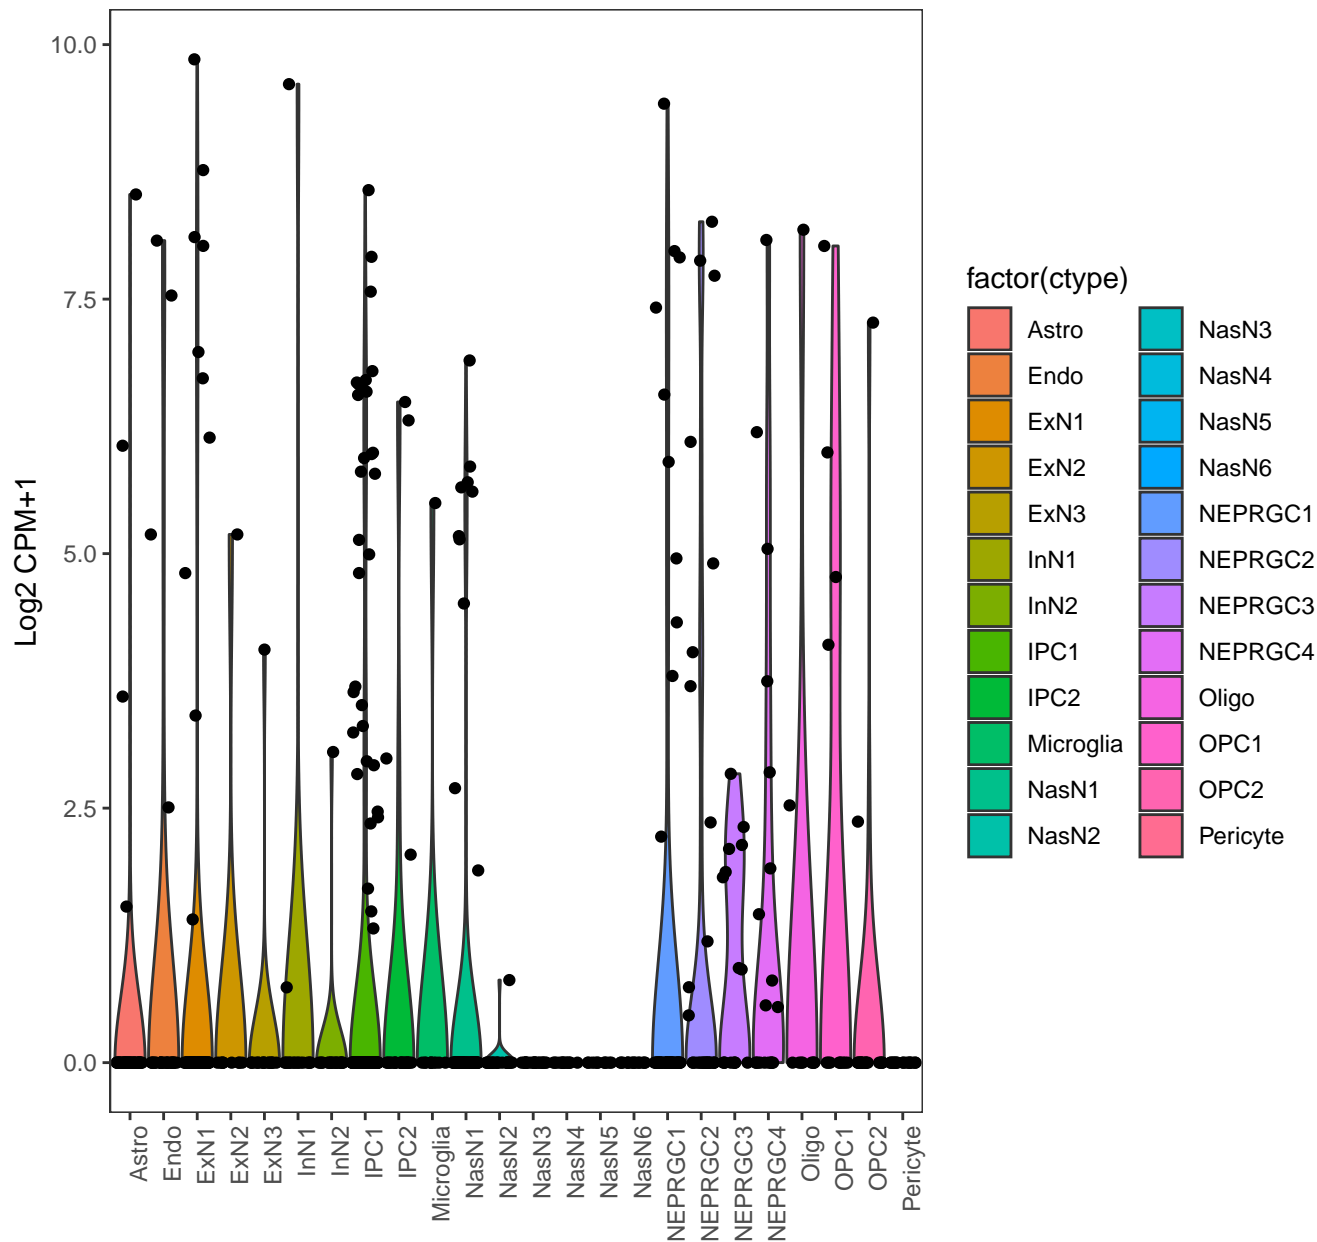 10.0
7.5
5.0
2.5
0.0
Log2 CPM+1
Astro
Endo
ExN1
ExN2
ExN3
InN1
InN2
IPC1
IPC2
Microglia
NasN1
NasN2
NasN3
NasN4
NasN5
NasN6
NEPRGC1
NEPRGC2
NEPRGC3
NEPRGC4
Oligo
OPC1
OPC2
Pericyte
factor(ctype)
Astro
Endo
ExN1
ExN2
ExN3
InN1
InN2
IPC1
IPC2
Microglia
NasN1
NasN2
NasN3
NasN4
NasN5
NasN6
NEPRGC1
NEPRGC2
NEPRGC3
NEPRGC4
Oligo
OPC1
OPC2
Pericyte